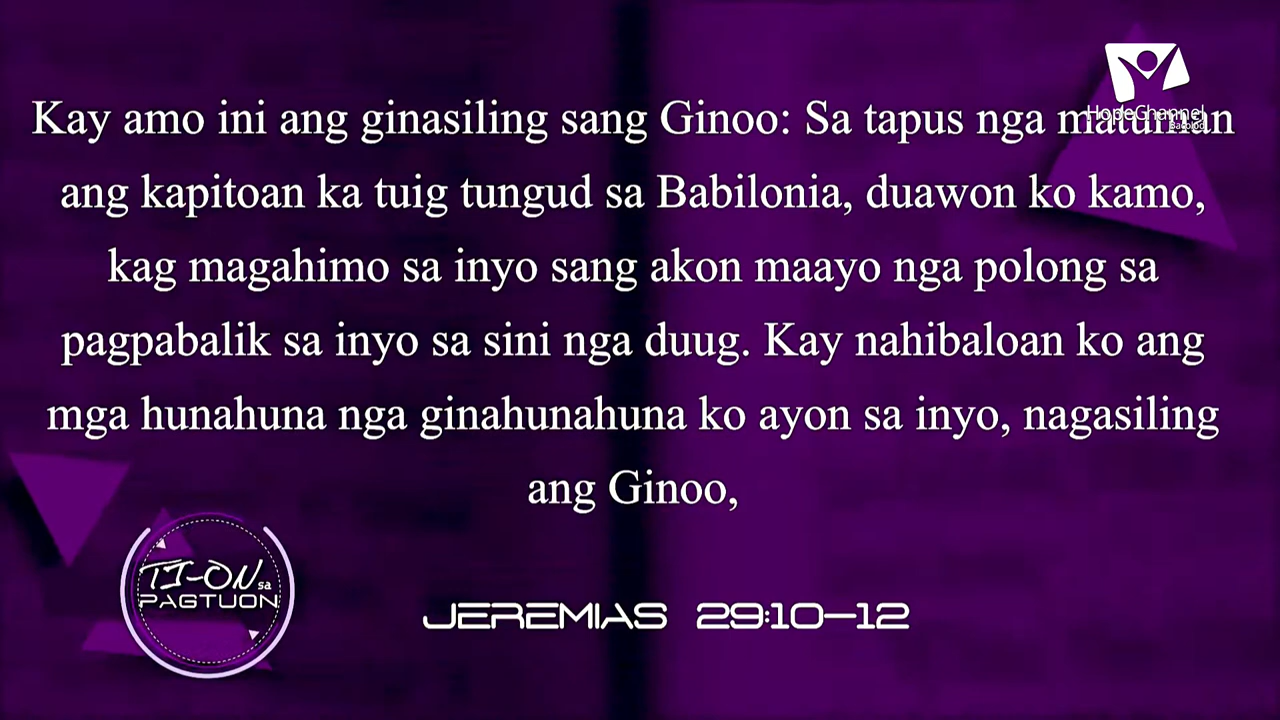 HopeChannel
Bacolod
Kay amo ini ang ginasiling sang Ginoo: Sa tapus nga matuman
ang kapitoan ka tuig tungud sa Babilonia, duawon ko kamo,
kag magahimo sa inyo sang akon maayo nga polong sa
pagpabalik sa inyo sa sini nga duug. Kay nahibaloan ko ang
mga hunahuna nga ginahunahuna ko ayon sa inyo, nagasiling
ang Ginoo,
TI-ON sa
PAGTUON
JEREMIAS 29:10-12